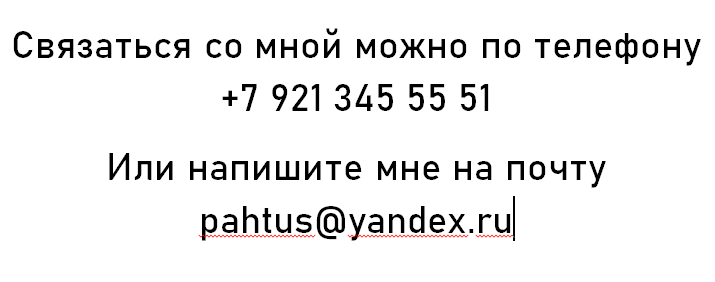 Связаться со мной можно по телефону
+7 921 345 55 51
Или напишите мне на почту
pahtus@yandex.ru